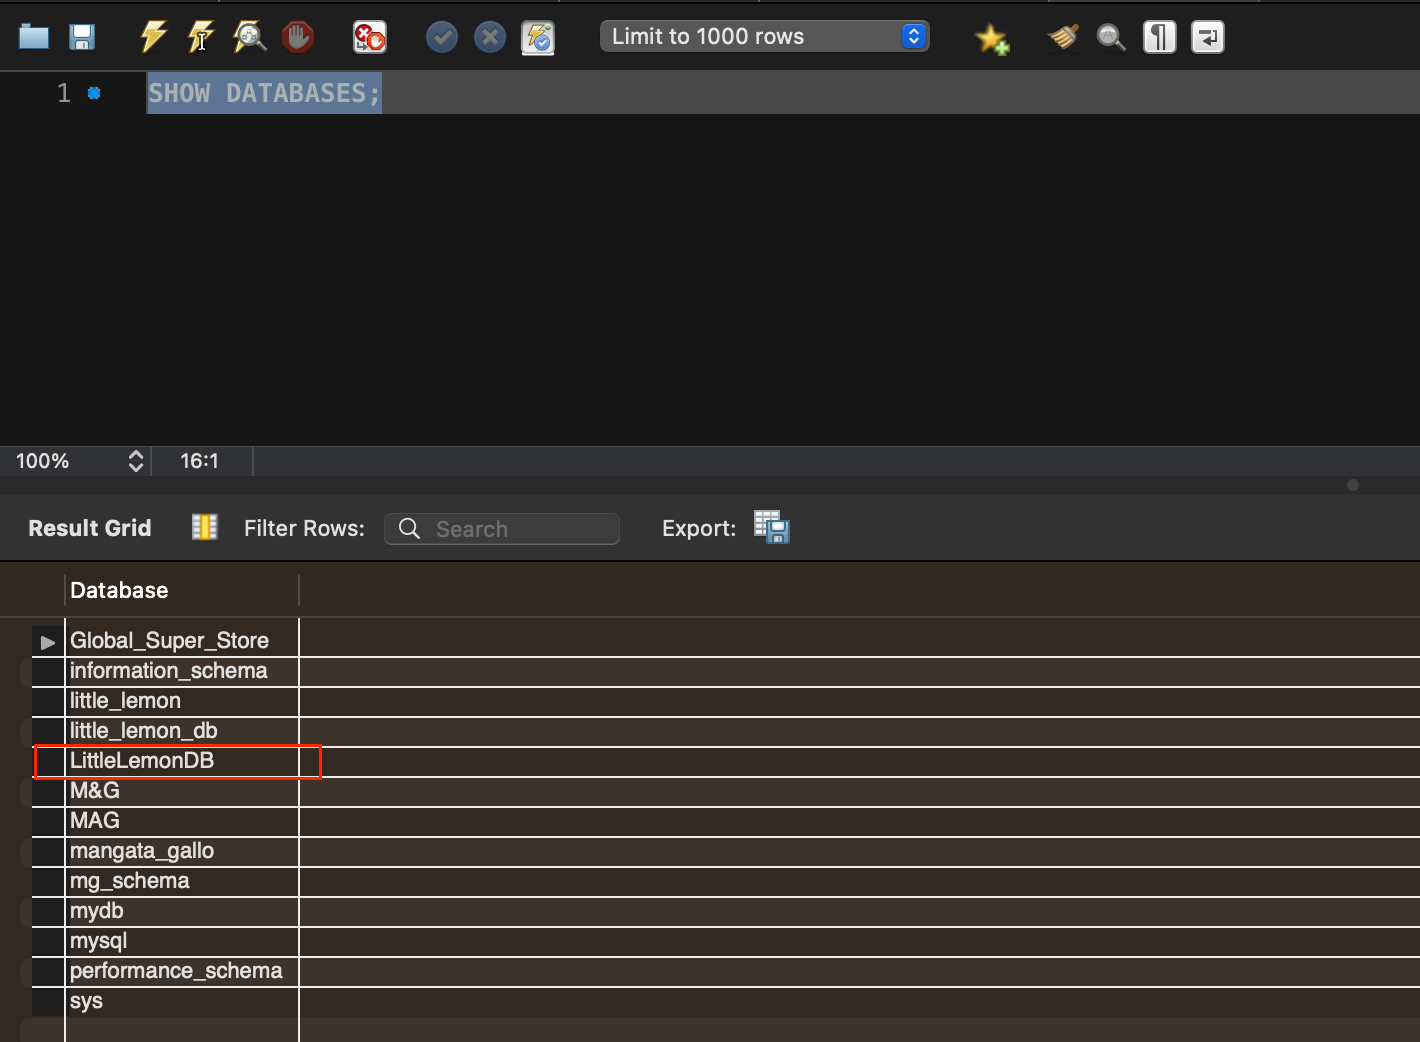 Limit to 1000 rows
1 SHOW DATABASES;
100% 16:1
Result Grid Filter Rows: Search Export:
Database
Global_Super_Store
information_schema
little_lemon
little_lemon_db
LittleLemonDB
M&G
MAG
mangata_gallo
mg_schema
mydb
mysql
performance_schema
sys